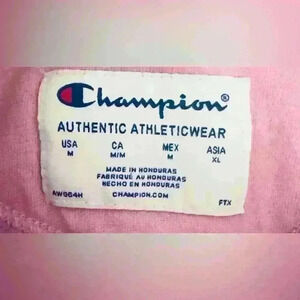 Champion®
AUTHENTIC ATHLETICWEAR
USA CA MEX ASIA
M M/M M XL
MADE IN HONDURAS
FABRIQUÉ AU HONDURAS
HECHO EN HONDURAS
AW984H CHAMPION.COM FTX